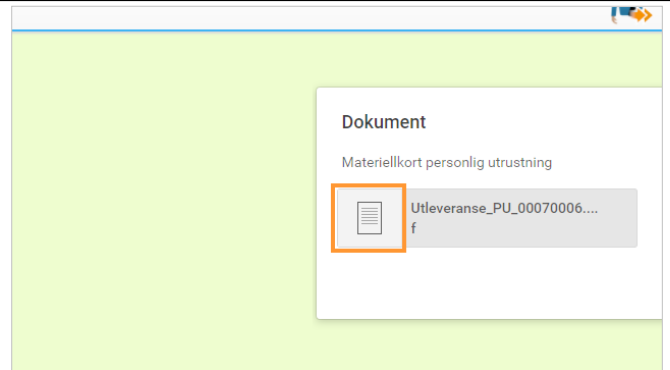 Dokument
Materiellkort personlig utrustning
Utleveranse_PU_00070006....
f